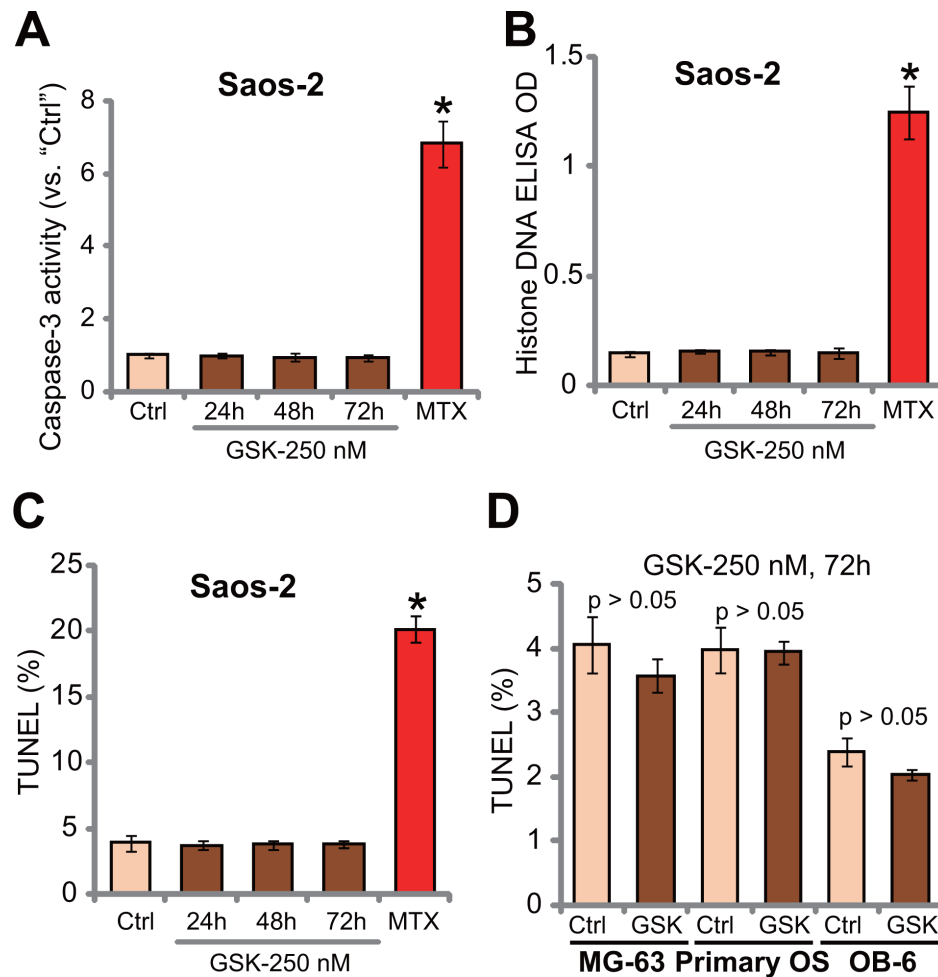 A
Saos-2
Caspase-3 activity (vs. “Ctrl”)
8
6
4
2
0
*
Ctrl 24h 48h 72h MTX
GSK-250 nM
B
Saos-2
Histone DNA ELISA OD
1.5
1
0.5
0
*
Ctrl 24h 48h 72h MTX
GSK-250 nM
C
Saos-2
TUNEL (%)
25
20
15
10
5
0
*
Ctrl 24h 48h 72h MTX
GSK-250 nM
D
GSK-250 nM, 72h
TUNEL (%)
5
4
3
2
1
0
p > 0.05
p > 0.05
p > 0.05
Ctrl GSK Ctrl GSK Ctrl GSK
MG-63 Primary OS OB-6